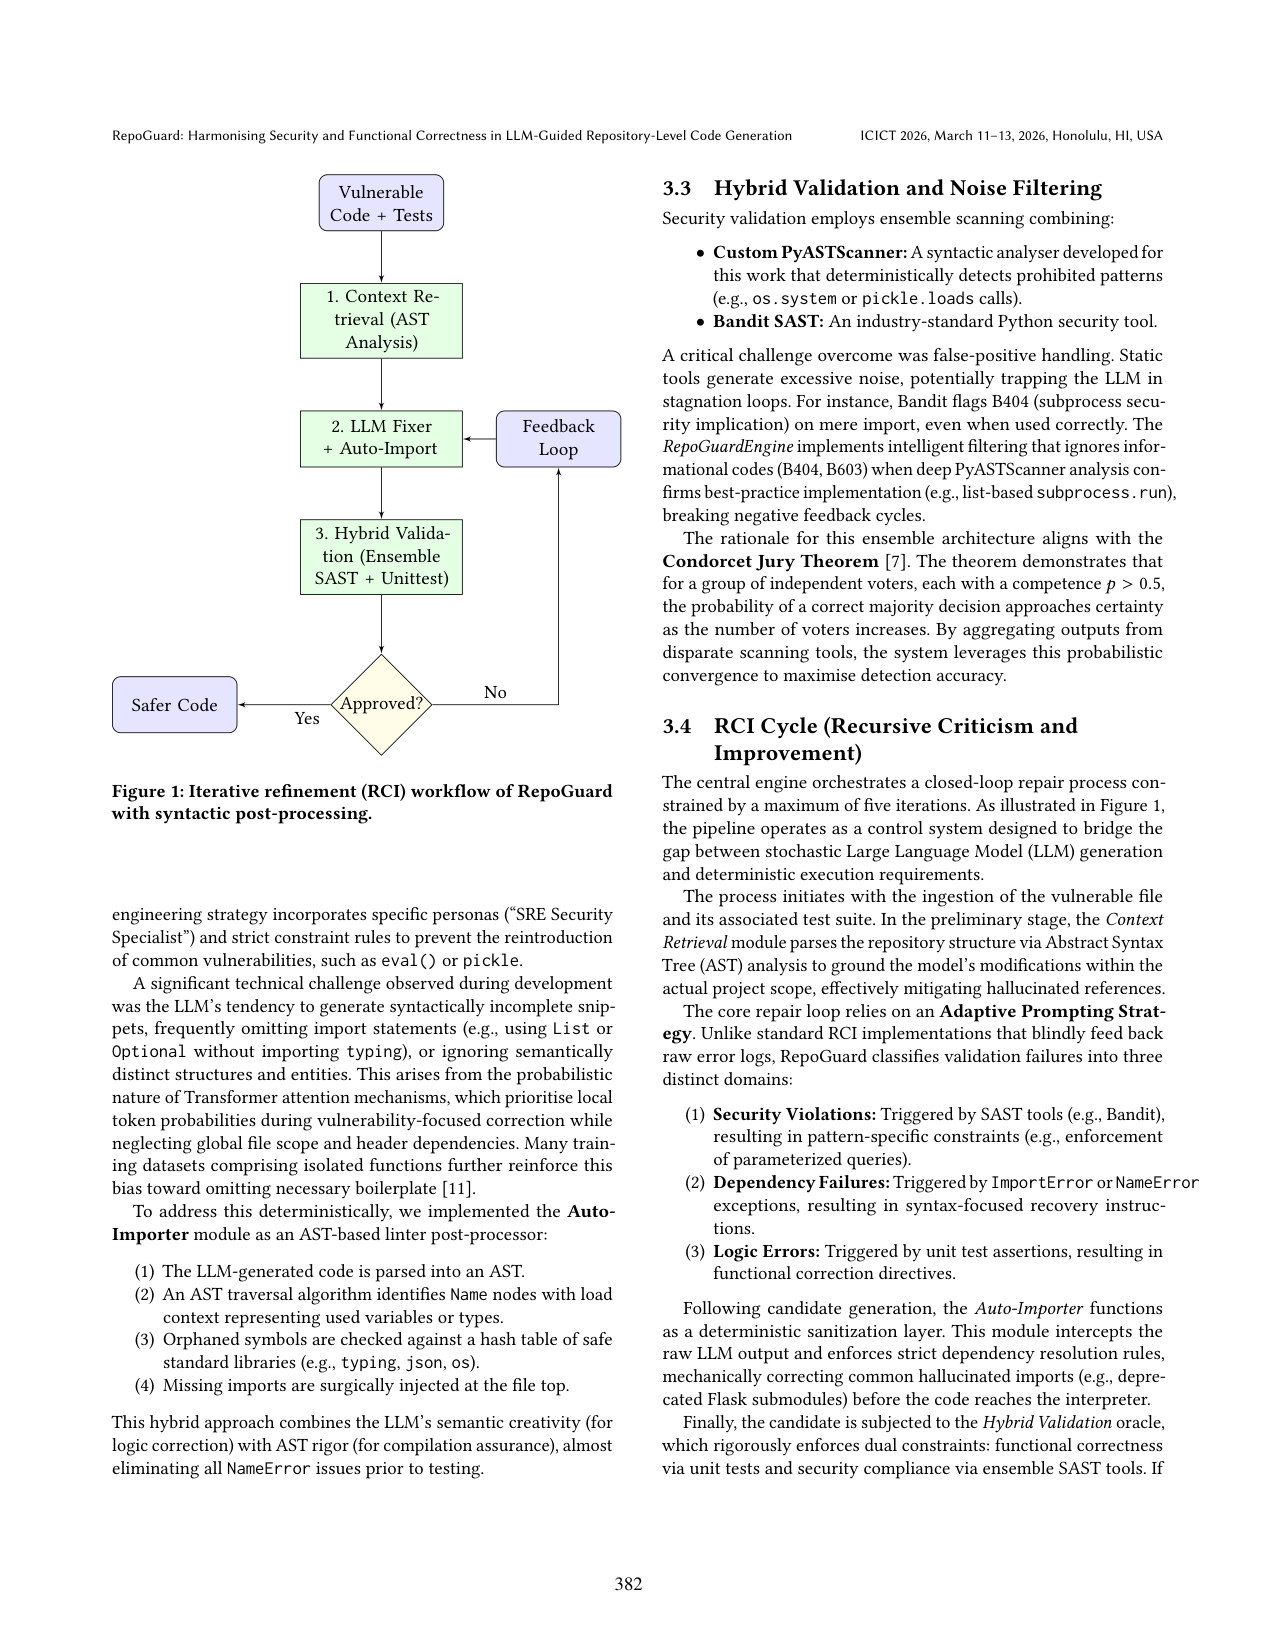 RepoGuard: Harmonising Security and Functional Correctness in LLM-Guided Repository-Level Code Generation
ICICT 2026, March 11–13, 2026, Honolulu, HI, USA
Vulnerable
Code + Tests
1. Context Re-
trieval (AST
Analysis)
2. LLM Fixer
+ Auto-Import
Feedback
Loop
3. Hybrid Valida-
tion (Ensemble
SAST + Unittest)
Approved?
No
Yes
Safer Code
Figure 1: Iterative refinement (RCI) workflow of RepoGuard
with syntactic post-processing.
engineering strategy incorporates specific personas (“SRE Security
Specialist”) and strict constraint rules to prevent the reintroduction
of common vulnerabilities, such as eval() or pickle.
A significant technical challenge observed during development
was the LLM’s tendency to generate syntactically incomplete snip-
pets, frequently omitting import statements (e.g., using List or
Optional without importing typing), or ignoring semantically
distinct structures and entities. This arises from the probabilistic
nature of Transformer attention mechanisms, which prioritise local
token probabilities during vulnerability-focused correction while
neglecting global file scope and header dependencies. Many train-
ing datasets comprising isolated functions further reinforce this
bias toward omitting necessary boilerplate [11].
To address this deterministically, we implemented the Auto-
Importer module as an AST-based linter post-processor:
(1) The LLM-generated code is parsed into an AST.
(2) An AST traversal algorithm identifies Name nodes with load
context representing used variables or types.
(3) Orphaned symbols are checked against a hash table of safe
standard libraries (e.g., typing, json, os).
(4) Missing imports are surgically injected at the file top.
This hybrid approach combines the LLM’s semantic creativity (for
logic correction) with AST rigor (for compilation assurance), almost
eliminating all NameError issues prior to testing.
3.3 Hybrid Validation and Noise Filtering
Security validation employs ensemble scanning combining:
• Custom PyASTScanner: A syntactic analyser developed for
this work that deterministically detects prohibited patterns
(e.g., os.system or pickle.loads calls).
• Bandit SAST: An industry-standard Python security tool.
A critical challenge overcome was false-positive handling. Static
tools generate excessive noise, potentially trapping the LLM in
stagnation loops. For instance, Bandit flags B404 (subprocess secu-
rity implication) on mere import, even when used correctly. The
RepoGuardEngine implements intelligent filtering that ignores infor-
mational codes (B404, B603) when deep PyASTScanner analysis con-
firms best-practice implementation (e.g., list-based subprocess.run),
breaking negative feedback cycles.
The rationale for this ensemble architecture aligns with the
Condorcet Jury Theorem [7]. The theorem demonstrates that
for a group of independent voters, each with a competence p > 0.5,
the probability of a correct majority decision approaches certainty
as the number of voters increases. By aggregating outputs from
disparate scanning tools, the system leverages this probabilistic
convergence to maximise detection accuracy.
3.4 RCI Cycle (Recursive Criticism and
Improvement)
The central engine orchestrates a closed-loop repair process con-
strained by a maximum of five iterations. As illustrated in Figure 1,
the pipeline operates as a control system designed to bridge the
gap between stochastic Large Language Model (LLM) generation
and deterministic execution requirements.
The process initiates with the ingestion of the vulnerable file
and its associated test suite. In the preliminary stage, the Context
Retrieval module parses the repository structure via Abstract Syntax
Tree (AST) analysis to ground the model’s modifications within the
actual project scope, effectively mitigating hallucinated references.
The core repair loop relies on an Adaptive Prompting Strat-
egy. Unlike standard RCI implementations that blindly feed back
raw error logs, RepoGuard classifies validation failures into three
distinct domains:
(1) Security Violations: Triggered by SAST tools (e.g., Bandit),
resulting in pattern-specific constraints (e.g., enforcement
of parameterized queries).
(2) Dependency Failures: Triggered by ImportError or NameError
exceptions, resulting in syntax-focused recovery instruc-
tions.
(3) Logic Errors: Triggered by unit test assertions, resulting in
functional correction directives.
Following candidate generation, the Auto-Importer functions
as a deterministic sanitization layer. This module intercepts the
raw LLM output and enforces strict dependency resolution rules,
mechanically correcting common hallucinated imports (e.g., depre-
cated Flask submodules) before the code reaches the interpreter.
Finally, the candidate is subjected to the Hybrid Validation oracle,
which rigorously enforces dual constraints: functional correctness
via unit tests and security compliance via ensemble SAST tools. If
382